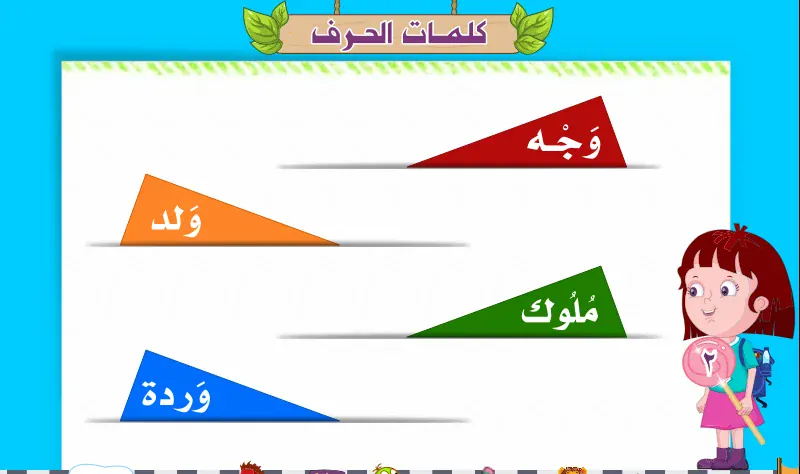 كلمات الحرف
وَجْه
وَلد
مُلُوك
وَردة
٢